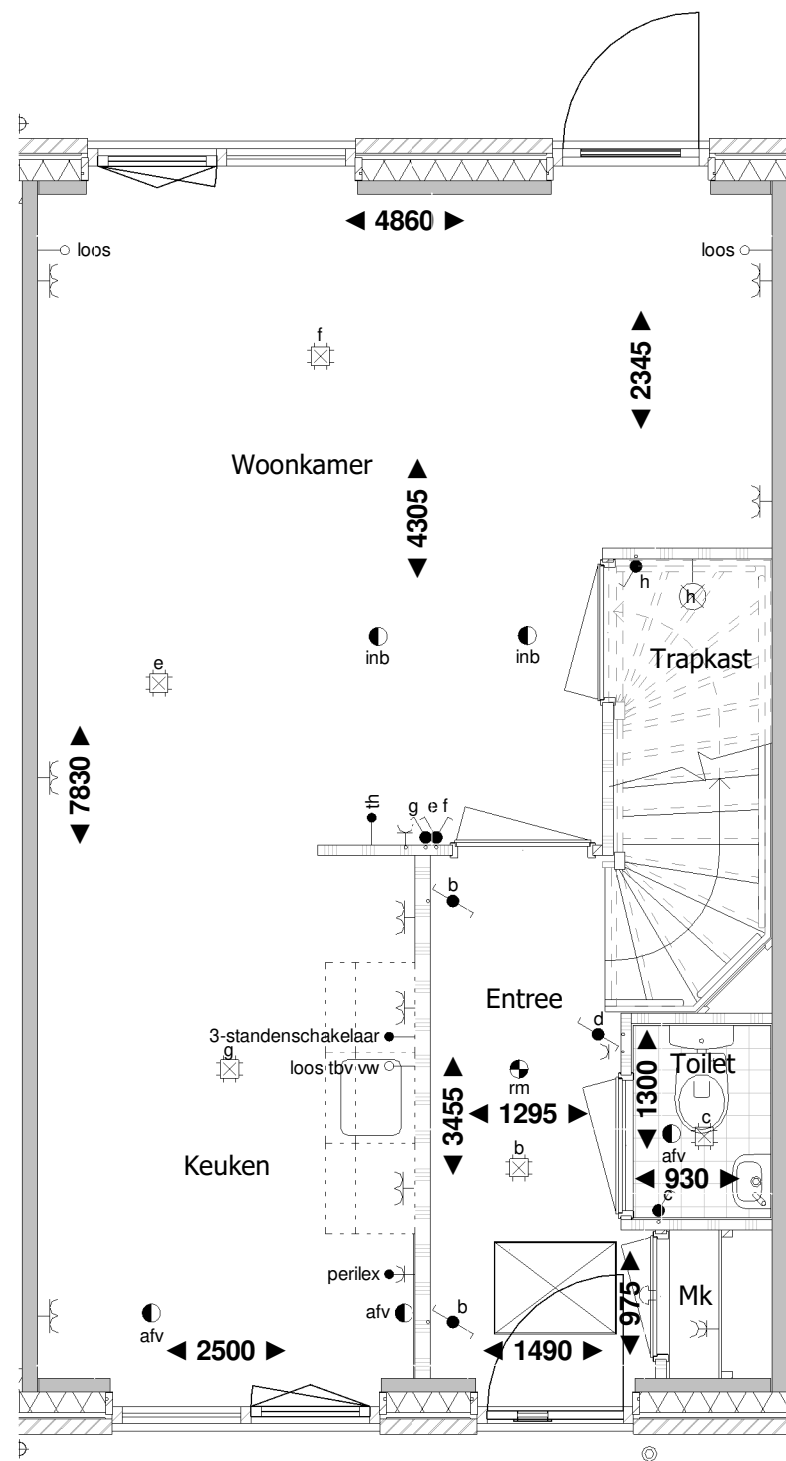 4860
loos
loos
f
2345
Woonkamer
4305
h
h
inb
inb
Trapkast
e
7830
th
g
e
f
b
Entree
d
3-standenschakelaar
g
loos tbv vw
rm
Toilet
1300
c
3455
1295
afv
b
Keuken
930
c
perilex
975
Mk
afv
b
afv
2500
1490